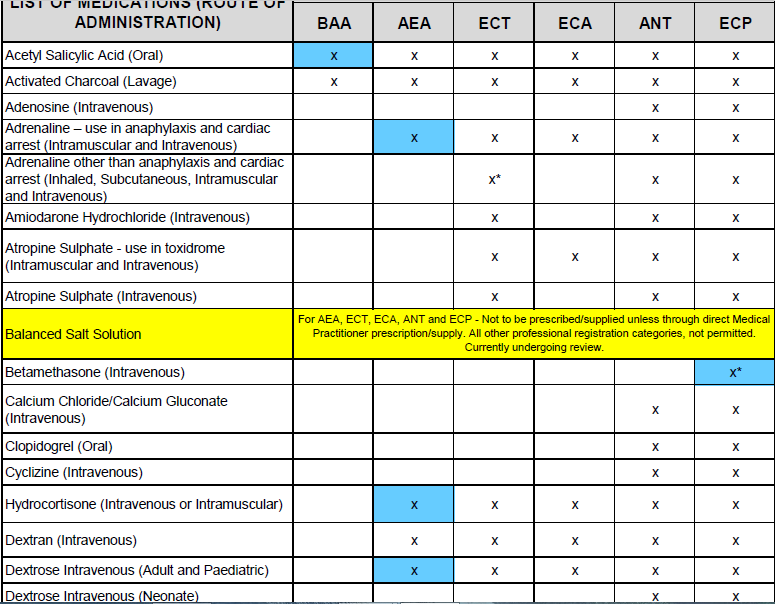 LIST OF MEDICATIONS (ROUTE OF
ADMINISTRATION) BAA AEA ECT ECA ANT ECP
Acetyl Salicylic Acid (Oral) x x x x x x
Activated Charcoal (Lavage) x x x x x x
Adenosine (Intravenous) x x
Adrenaline – use in anaphylaxis and cardiac
arrest (Intramuscular and Intravenous) x x x x x
Adrenaline other than anaphylaxis and cardiac
arrest (Inhaled, Subcutaneous, Intramuscular
and Intravenous) x* x x
Amiodarone Hydrochloride (Intravenous) x x x
Atropine Sulphate - use in toxidrome
(Intramuscular and Intravenous) x x x x
Atropine Sulphate (Intravenous) x x x
Balanced Salt Solution
For AEA, ECT, ECA, ANT and ECP - Not to be prescribed/supplied unless through direct Medical
Practitioner prescription/supply. All other professional registration categories, not permitted.
Currently undergoing review.
Betamethasone (Intravenous) x*
Calcium Chloride/Calcium Gluconate
(Intravenous) x x
Clopidogrel (Oral) x x
Cyclizine (Intravenous) x x
Hydrocortisone (Intravenous or Intramuscular) x x x x x
Dextran (Intravenous) x x x x x
Dextrose Intravenous (Adult and Paediatric) x x x x x
Dextrose Intravenous (Neonate) x x